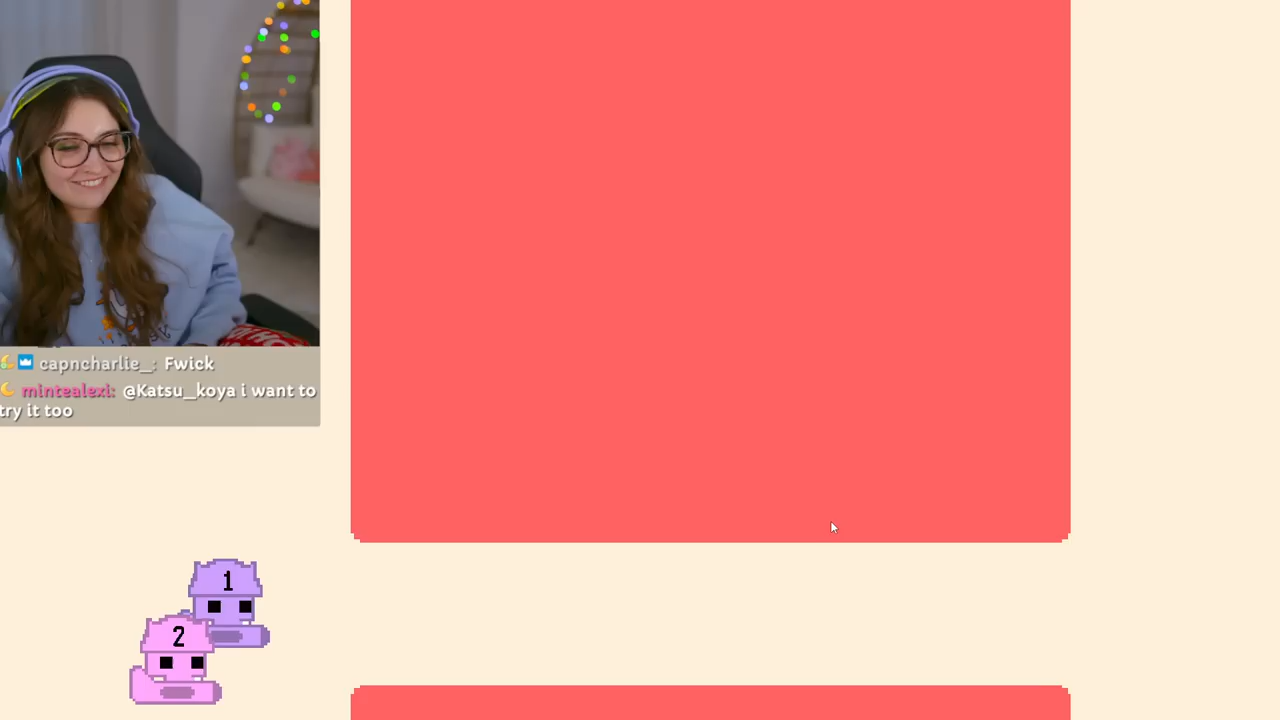 capncharlie_: Fwick
mintealexi: @Katsu_koya i want to
try it too
1
2